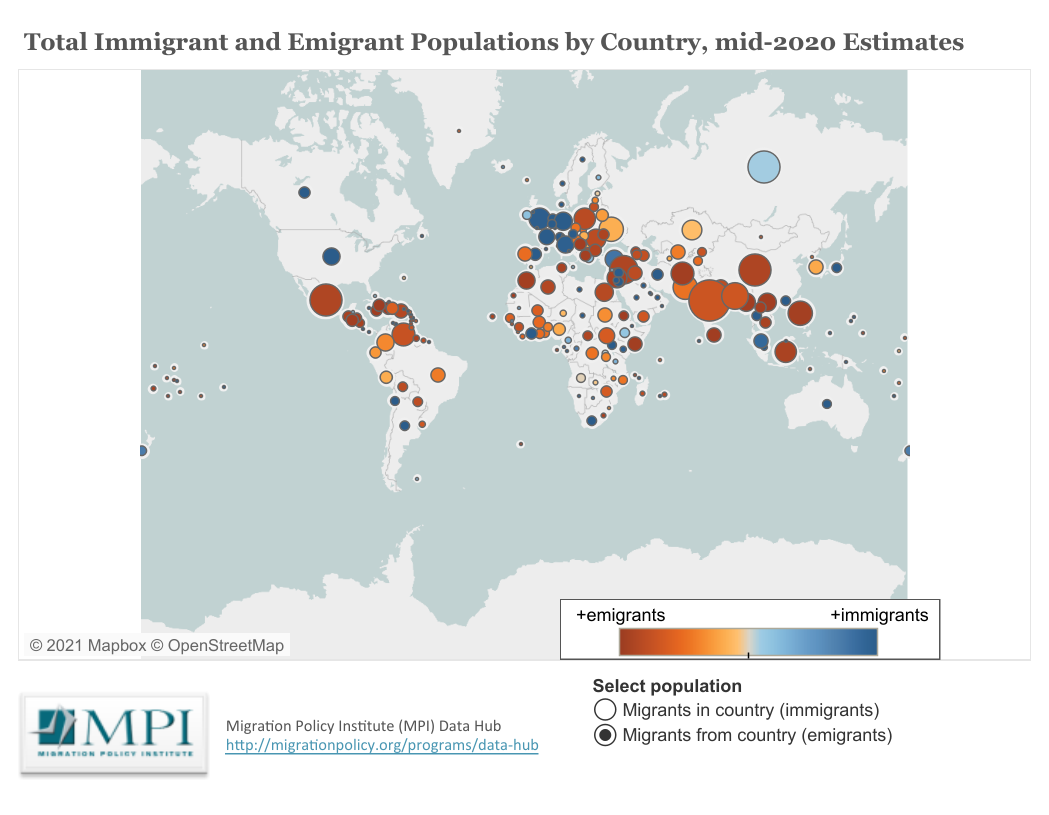 Total Immigrant and Emigrant Populations by Country, mid-2020 Estimates
+emigrants +immigrants
© 2021 Mapbox © OpenStreetMap
Select population
Migrants in country (immigrants)
Migrants from country (emigrants)
MPI
MIGRATION POLICY INSTITUTE
Migration Policy Institute (MPI) Data Hub
http://migrationpolicy.org/programs/data-hub